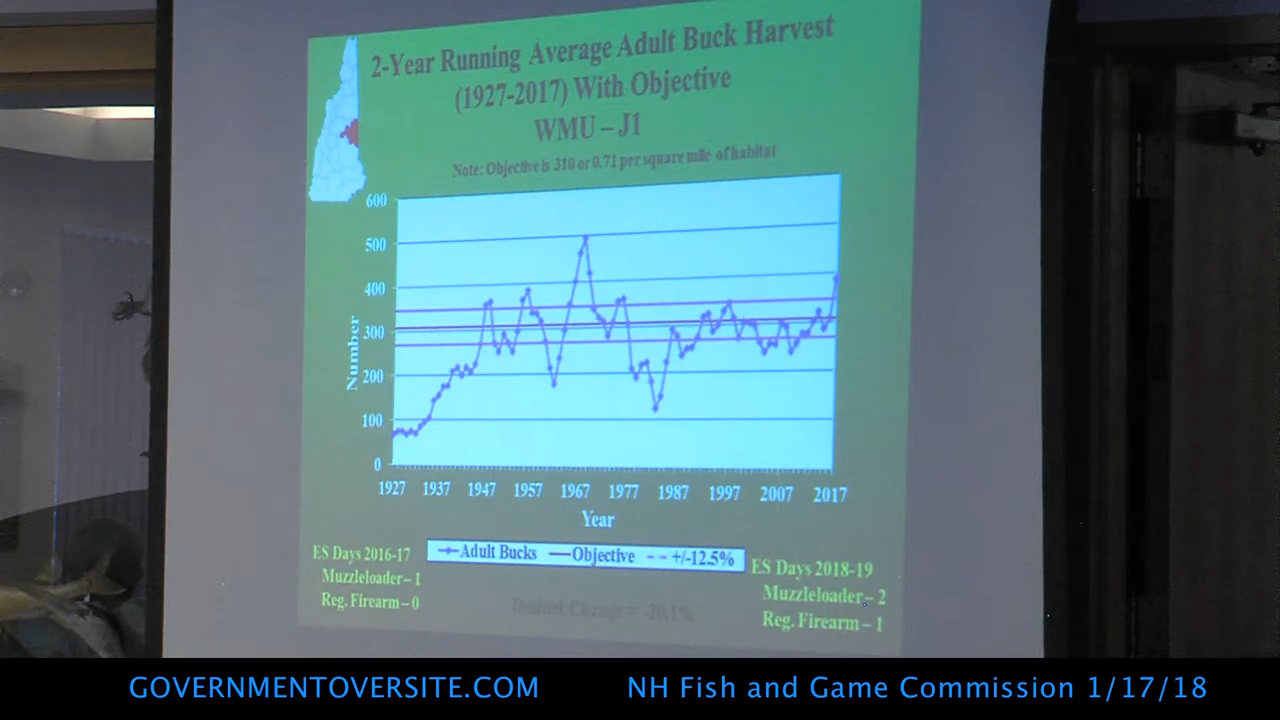 2-Year Running Average Adult Buck Harvest
(1927-2017) With Objective
WMU – J1
Note: Objective is 310 or 0.71 per square mile of habitat
600
500
400
300
200
100
0
Number
1927 1937 1947 1957 1967 1977 1987 1997 2007 2017
Year
Adult Bucks Objective +/-12.5%
ES Days 2016-17
Muzzleloader – 1
Reg. Firearm – 0
Desired Change = -20.1%
ES Days 2018-19
Muzzleloader – 2
Reg. Firearm – 1
GOVERNMENTOVERSITE.COM NH Fish and Game Commission 1/17/18